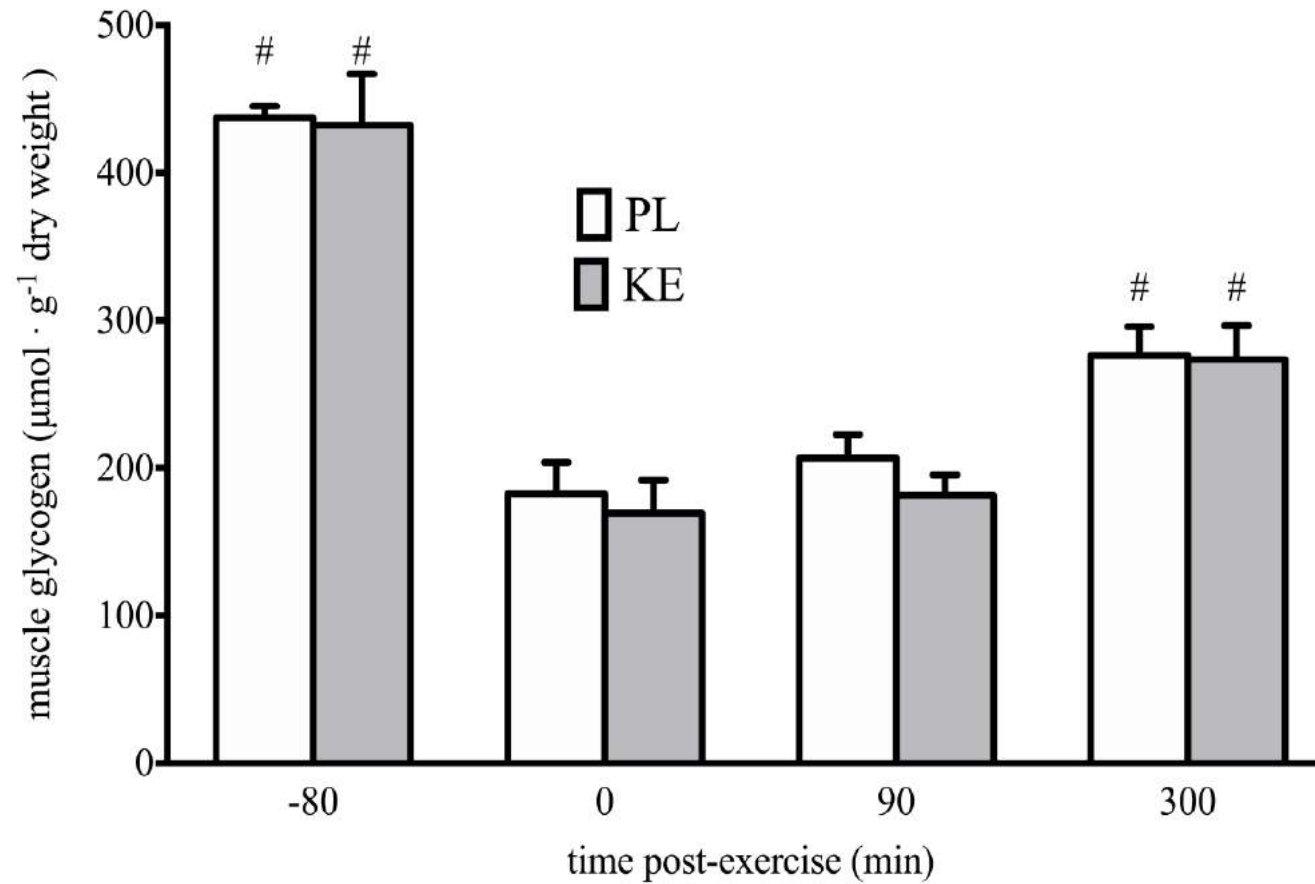 muscle glycogen (µmol · g⁻¹ dry weight )
500
400
300
200
100
0
# #
# #
PL
KE
-80 0 90 300
time post-exercise (min)